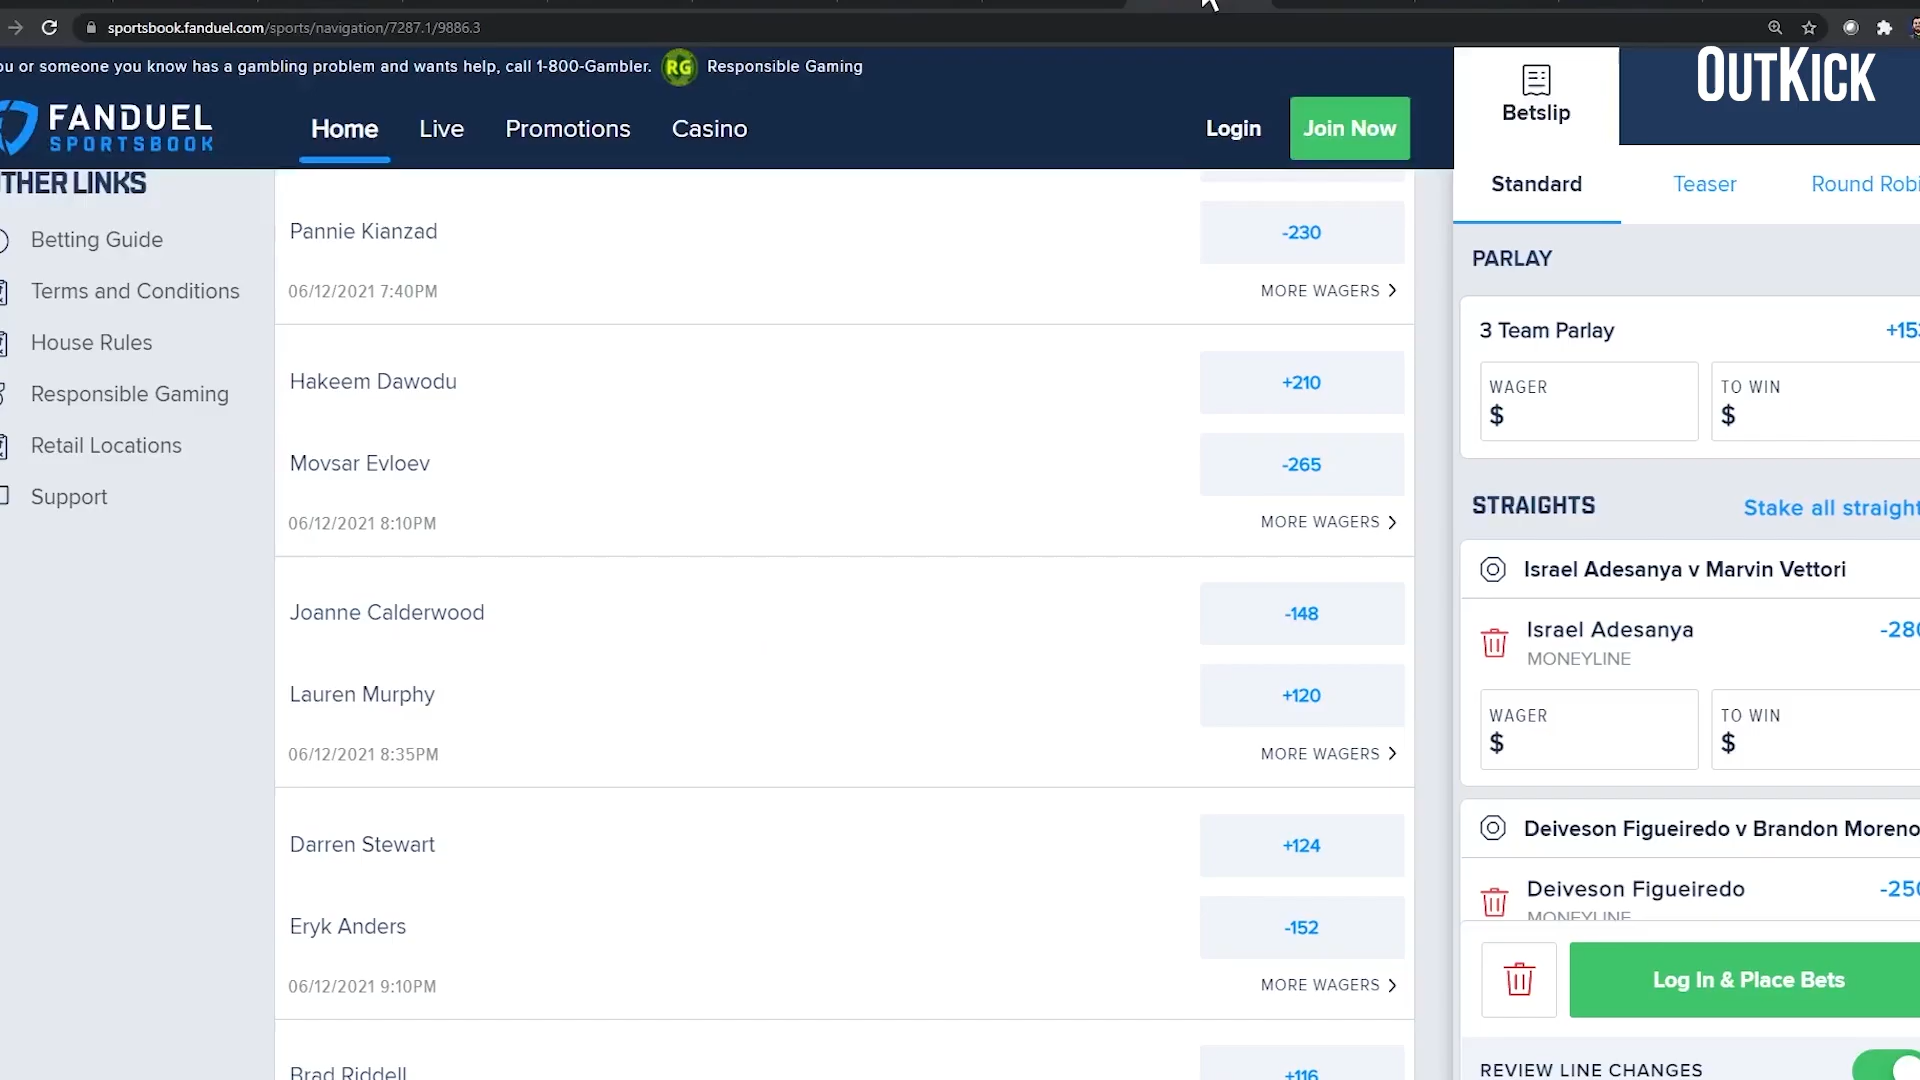 sportsbook.fanduel.com/sports/navigation/7287.1/9886.3
ou or someone you know has a gambling problem and wants help, call 1-800-Gambler. RG Responsible Gaming
OUTKICK
Betslip
FANDUEL
SPORTSBOOK
Home Live Promotions Casino Login Join Now
Standard Teaser Round Robi
THER LINKS
Betting Guide
Terms and Conditions
House Rules
Responsible Gaming
Retail Locations
Support
Pannie Kianzad -230
06/12/2021 7:40PM MORE WAGERS
Hakeem Dawodu +210
Movsar Evloev -265
06/12/2021 8:10PM MORE WAGERS
Joanne Calderwood -148
Lauren Murphy +120
06/12/2021 8:35PM MORE WAGERS
Darren Stewart +124
Eryk Anders -152
06/12/2021 9:10PM MORE WAGERS
Brad Riddell +116
PARLAY
3 Team Parlay +153
WAGER TO WIN
$ $
STRAIGHTS Stake all straight
Israel Adesanya v Marvin Vettori
Israel Adesanya -280
MONEYLINE
WAGER TO WIN
$ $
Deiveson Figueiredo v Brandon Moreno
Deiveson Figueiredo -250
MONEYLINE
Log In & Place Bets
REVIEW LINE CHANGES